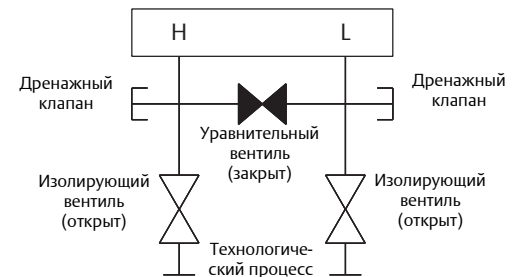 H
L
Дренажный
клапан
Дренажный
клапан
Уравнительный
вентиль
(закрыт)
Изолирующий
вентиль
(открыт)
Изолирующий
вентиль
(открыт)
Технологиче-
ский процесс